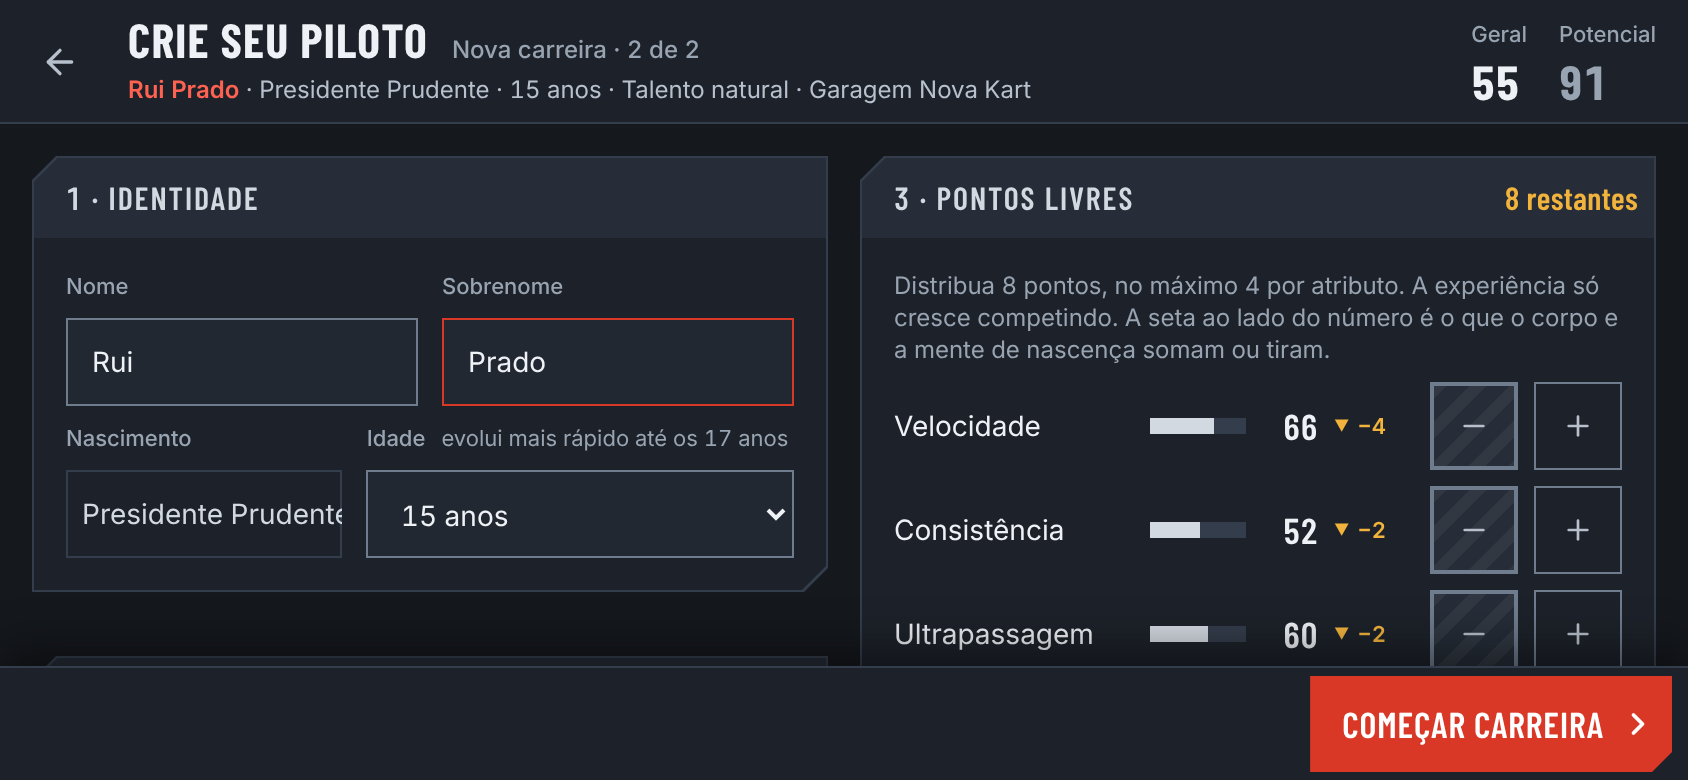 CRIE SEU PILOTO Nova carreira · 2 de 2
Rui Prado · Presidente Prudente · 15 anos · Talento natural · Garagem Nova Kart
Geral Potencial
55 91
1 · IDENTIDADE
Nome Sobrenome
Rui Prado
Nascimento Idade evolui mais rápido até os 17 anos
Presidente Prudente 15 anos
3 · PONTOS LIVRES 8 restantes
Distribua 8 pontos, no máximo 4 por atributo. A experiência só
cresce competindo. A seta ao lado do número é o que o corpo e
a mente de nascença somam ou tiram.
Velocidade 66 ▼ −4 − +
Consistência 52 ▼ −2 − +
Ultrapassagem 60 ▼ −2 − +
COMEÇAR CARREIRA